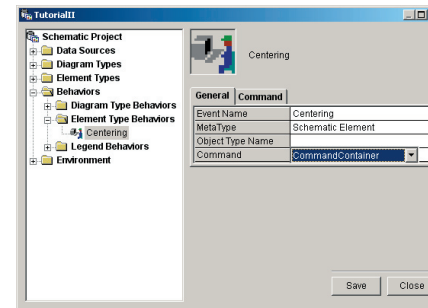 TutorialII
Schematic Project
Data Sources
Diagram Types
Element Types
Behaviors
Diagram Type Behaviors
Element Type Behaviors
Centering
Legend Behaviors
Environment
Centering
General Command
Event Name Centering
MetaType Schematic Element
Object Type Name
Command CommandContainer
Save Close